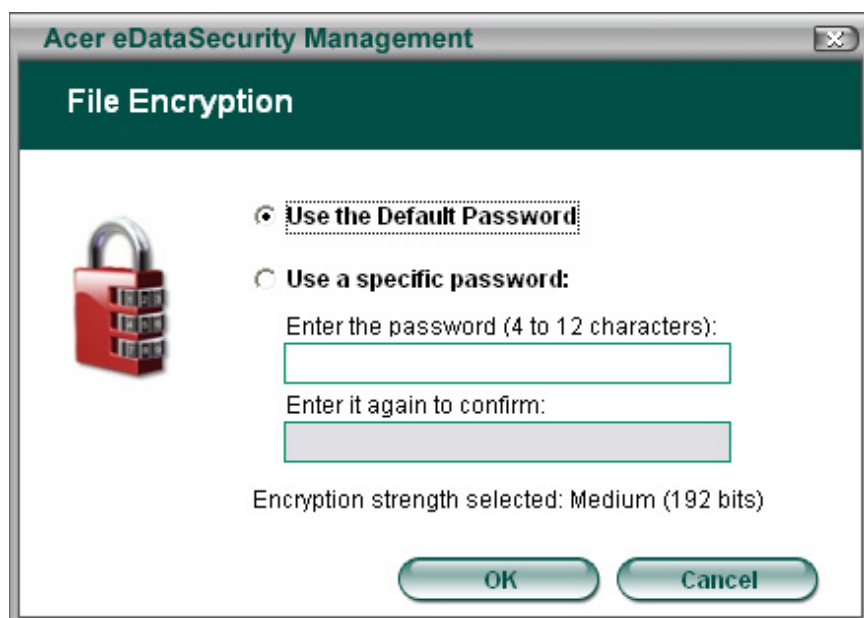 Acer eDataSecurity Management
File Encryption
Use the Default Password
Use a specific password:
Enter the password (4 to 12 characters):
Enter it again to confirm:
Encryption strength selected: Medium (192 bits)
OK
Cancel